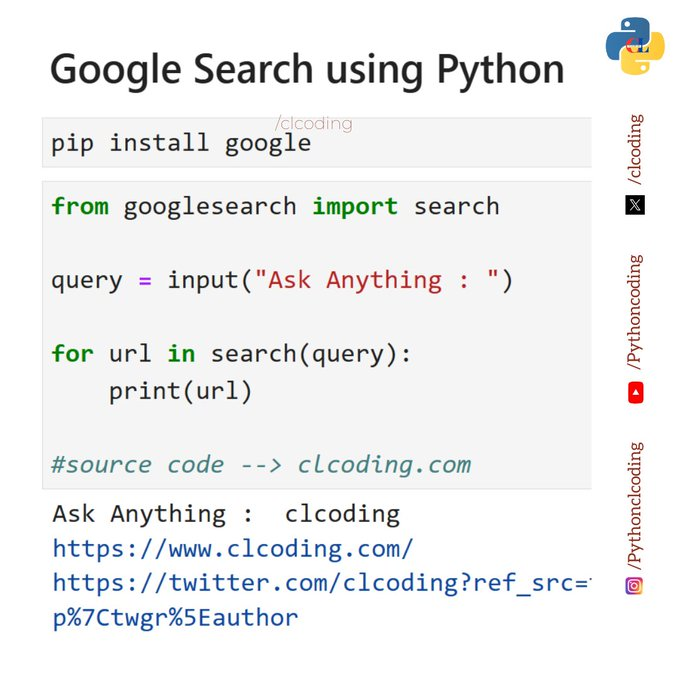 Google Search using Python
/clcoding
pip install google
from googlesearch import search
query = input("Ask Anything : ")
for url in search(query):
    print(url)
#source code --> clcoding.com
Ask Anything :  clcoding
https://www.clcoding.com/
https://twitter.com/clcoding?ref_src=
p%7Ctwgr%5Eauthor
/clcoding
/Pythoncoding
/Pythonclcoding